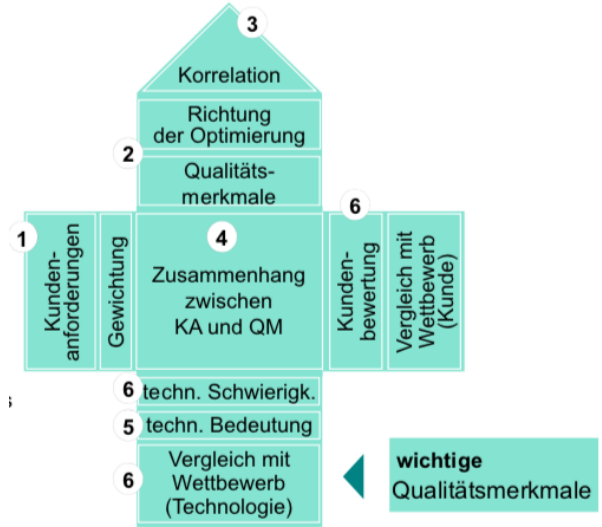 3
Korrelation
Richtung
der Optimierung
2
Qualitäts-
merkmale
1
Kunden-
anforderungen
Gewichtung
4
Zusammenhang
zwischen
KA und QM
6
Kunden-
bewertung
Vergleich mit
Wettbewerb
(Kunde)
6 techn. Schwierigk.
s
5 techn. Bedeutung
6
Vergleich mit
Wettbewerb
(Technologie)
wichtige
Qualitätsmerkmale